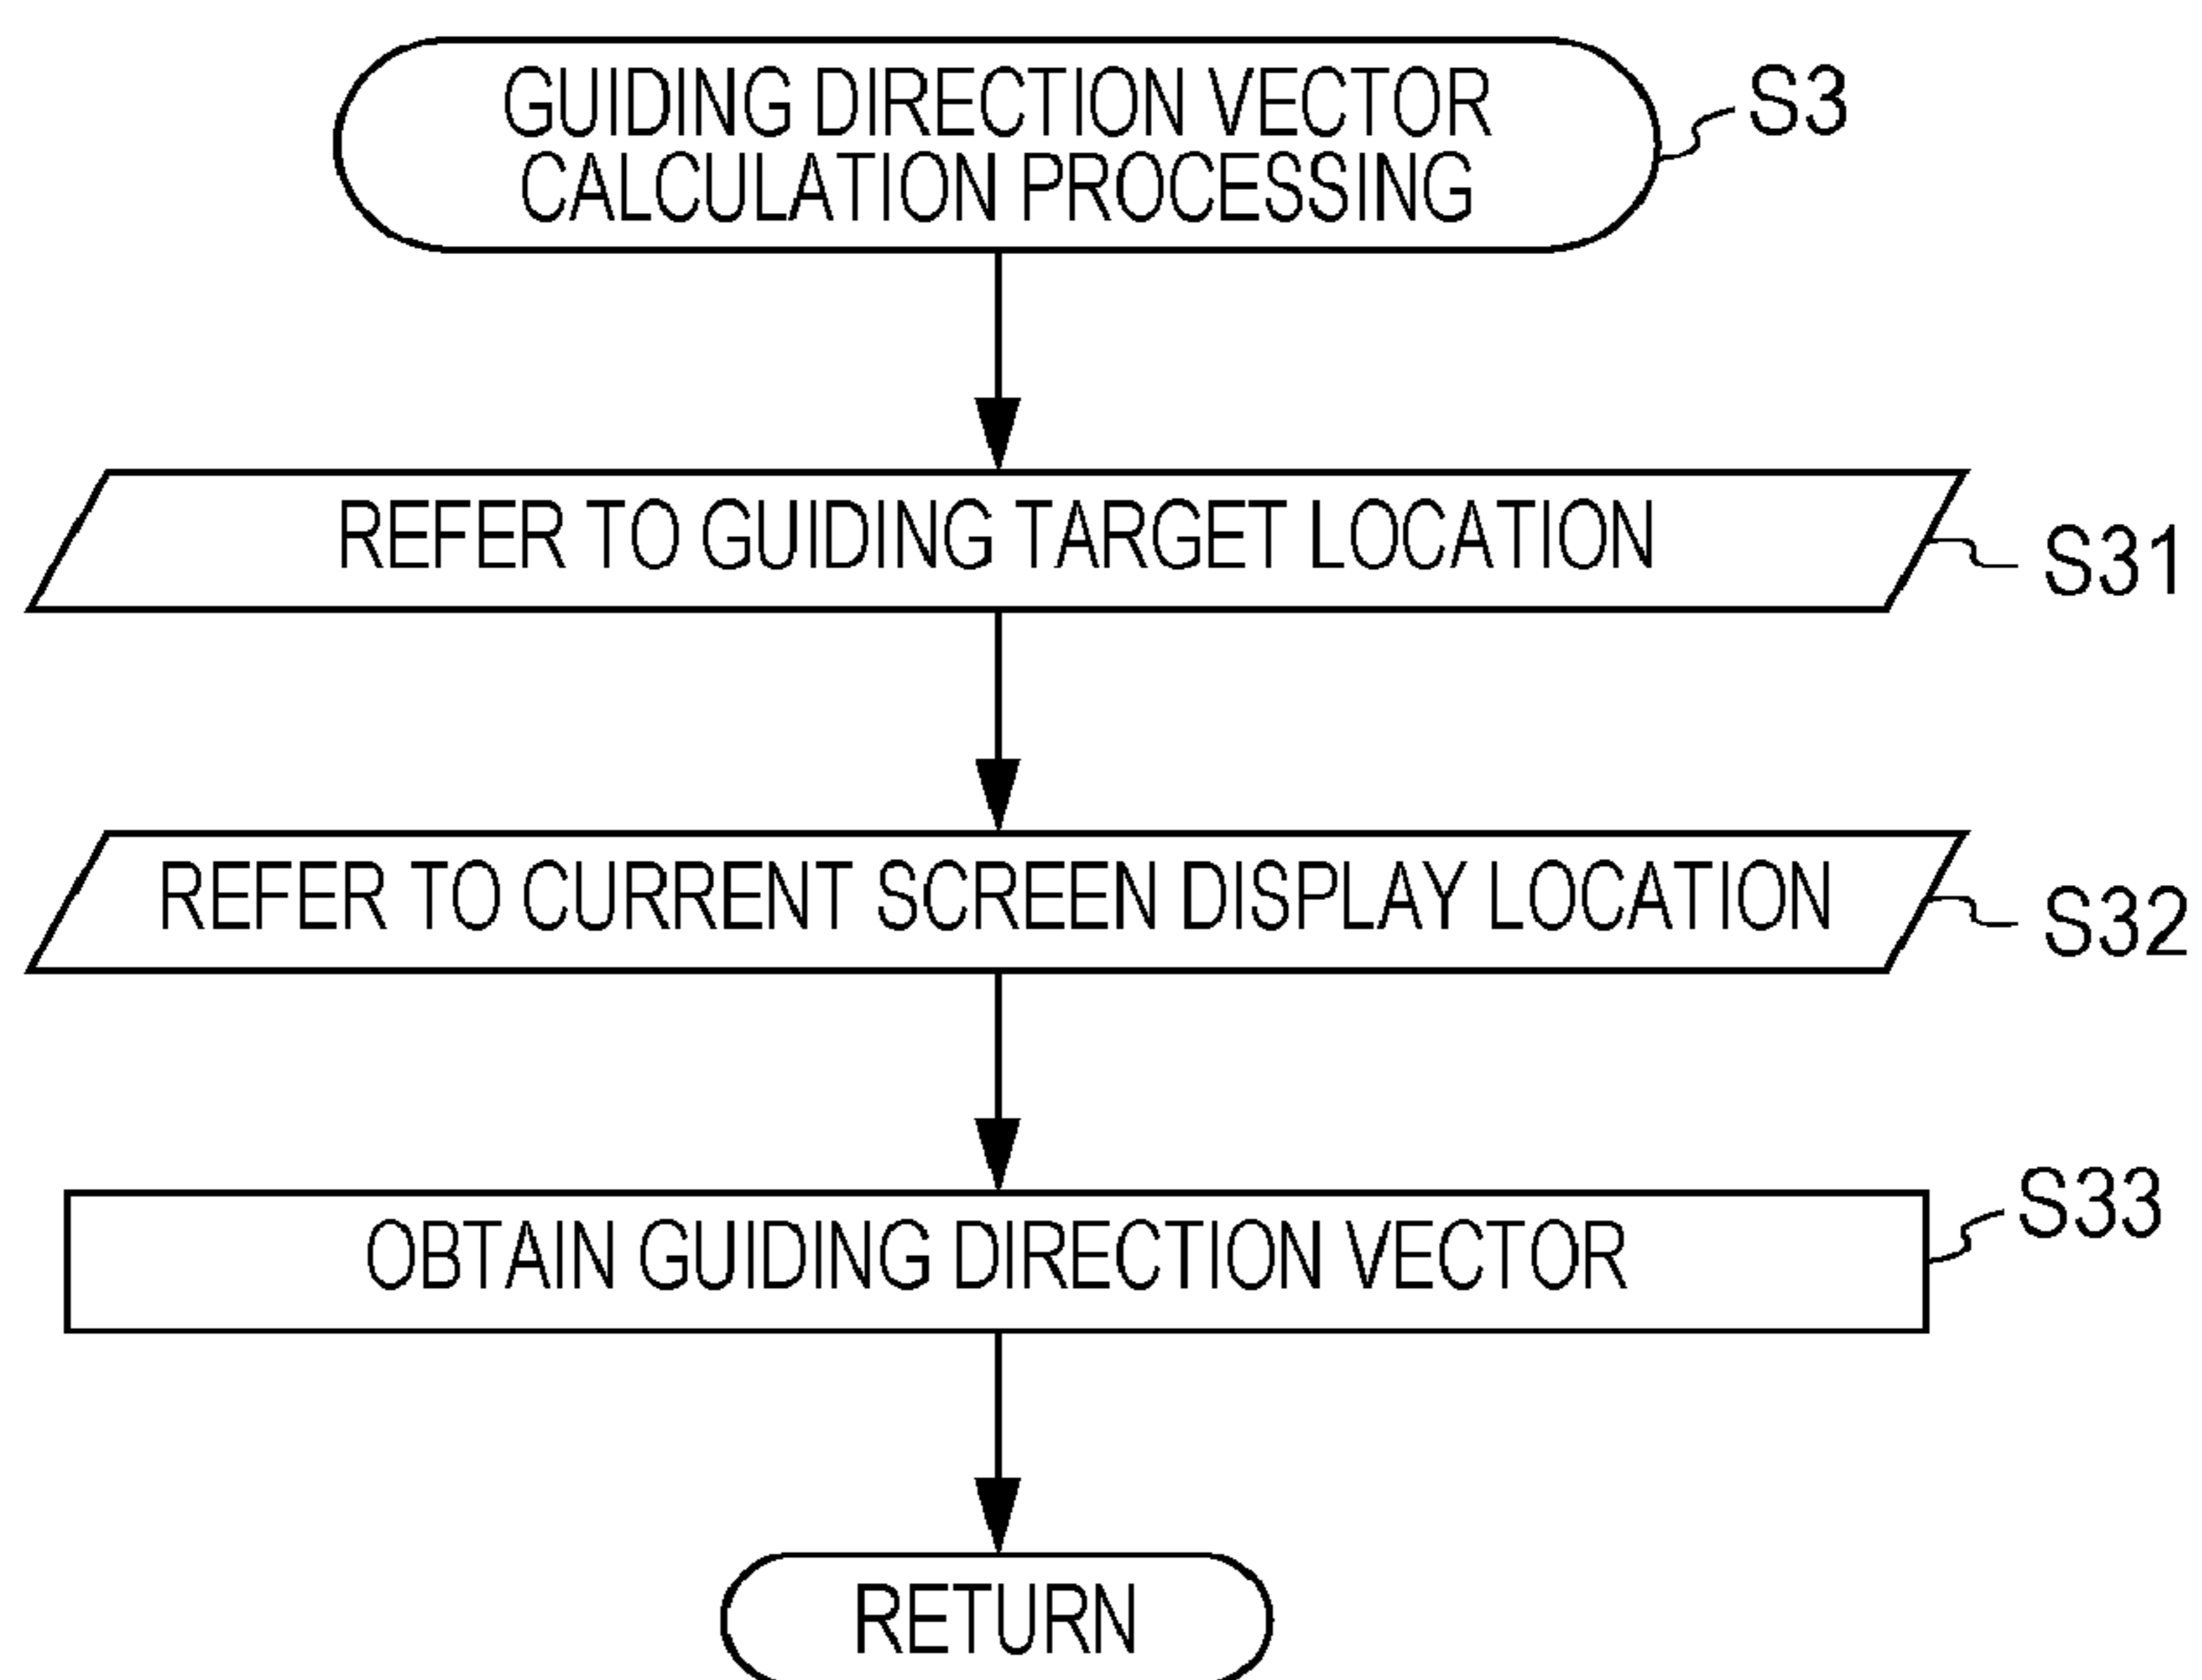 GUIDING DIRECTION VECTOR
CALCULATION PROCESSING
S3
REFER TO GUIDING TARGET LOCATION
S31
REFER TO CURRENT SCREEN DISPLAY LOCATION
S32
OBTAIN GUIDING DIRECTION VECTOR
S33
RETURN